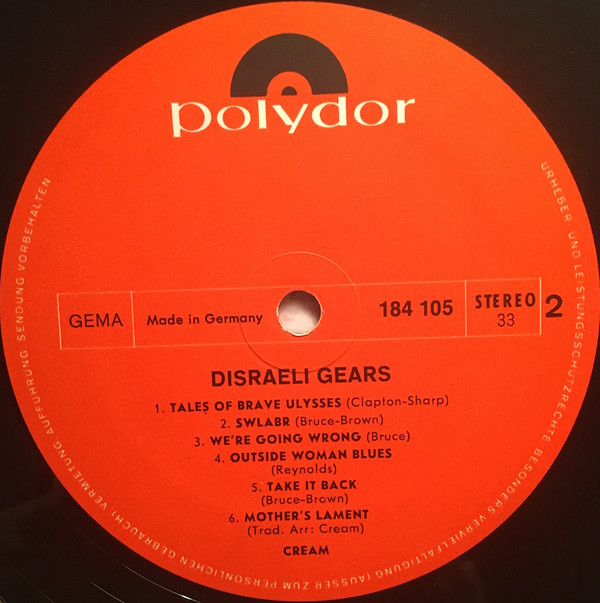 polydor
GEMA
Made in Germany
184 105
STEREO
33
2
DISRAELI GEARS
1. TALES OF BRAVE ULYSSES (Clapton-Sharp)
2. SWLABR (Bruce-Brown)
3. WE'RE GOING WRONG (Bruce)
4. OUTSIDE WOMAN BLUES
(Reynolds)
5. TAKE IT BACK
(Bruce-Brown)
6. MOTHER'S LAMENT
(Trad. Arr: Cream)
CREAM
URHEBER- UND LEISTUNGSSCHUTZRECHTE BESONDERS VERVIELFÄLTIGUNG (AUSSER ZUM PERSÖNLICHEN GEBRAUCH) VERMIETUNG AUFFÜHRUNG SENDUNG VORBEHALTEN